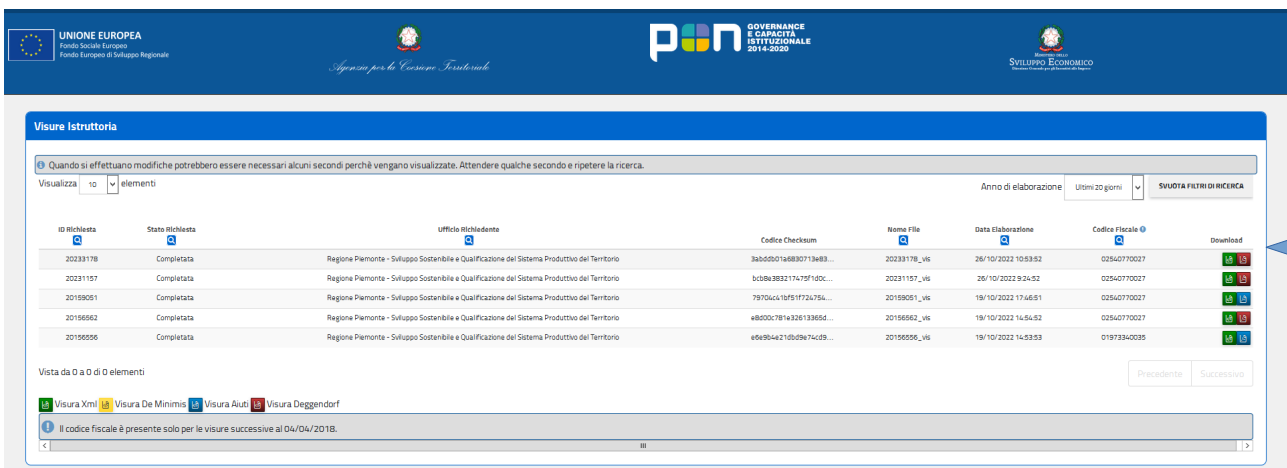 UNIONE EUROPEA
Fondo Sociale Europeo
Fondo Europeo di Sviluppo Regionale
Agenzia per la Coesione Territoriale
pon GOVERNANCE
E CAPACITÀ
ISTITUZIONALE
2014-2020
MINISTERO DELLO
SVILUPPO ECONOMICO
Visure Istruttoria
Quando si effettuano modifiche potrebbero essere necessari alcuni secondi perchè vengano visualizzate. Attendere qualche secondo e ripetere la ricerca.
Visualizza 10 elementi Anno di elaborazione Ultimi 20 giorni SVUOTA FILTRI DI RICERCA
ID Richiesta Stato Richiesta Ufficio Richiedente Codice Checksum Nome File Data Elaborazione Codice Fiscale Download
20233178 Completata Regione Piemonte - Sviluppo Sostenibile e Qualificazione del Sistema Produttivo del Territorio 3abddb01a6830713e83... 20233178_vis 26/10/2022 10:53:52 02540770027
20231157 Completata Regione Piemonte - Sviluppo Sostenibile e Qualificazione del Sistema Produttivo del Territorio bcb8e383217475f1d0c... 20231157_vis 26/10/2022 9:24:52 02540770027
20159051 Completata Regione Piemonte - Sviluppo Sostenibile e Qualificazione del Sistema Produttivo del Territorio 79704c41bf51f724754... 20159051_vis 19/10/2022 17:46:51 02540770027
20156562 Completata Regione Piemonte - Sviluppo Sostenibile e Qualificazione del Sistema Produttivo del Territorio e8d00c781e32613365d... 20156562_vis 19/10/2022 14:54:52 02540770027
20156556 Completata Regione Piemonte - Sviluppo Sostenibile e Qualificazione del Sistema Produttivo del Territorio e6e9b4e21dbd9e74cd9... 20156556_vis 19/10/2022 14:53:53 01973340035
Vista da 0 a 0 di 0 elementi Precedente Successivo
Visura Xml Visura De Minimis Visura Aiuti Visura Deggendorf
Il codice fiscale è presente solo per le visure successive al 04/04/2018.